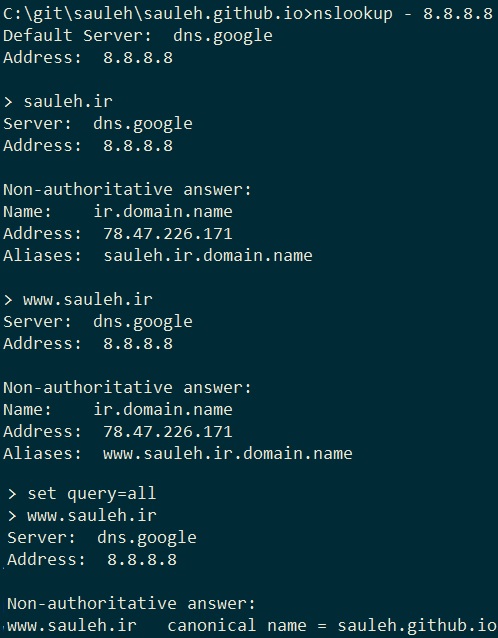 C:\git\sauleh\sauleh.github.io>nslookup - 8.8.8.8
Default Server:  dns.google
Address:  8.8.8.8

> sauleh.ir
Server:  dns.google
Address:  8.8.8.8

Non-authoritative answer:
Name:    ir.domain.name
Address:  78.47.226.171
Aliases:  sauleh.ir.domain.name

> www.sauleh.ir
Server:  dns.google
Address:  8.8.8.8

Non-authoritative answer:
Name:    ir.domain.name
Address:  78.47.226.171
Aliases:  www.sauleh.ir.domain.name

> set query=all
> www.sauleh.ir
Server:  dns.google
Address:  8.8.8.8

Non-authoritative answer:
www.sauleh.ir   canonical name = sauleh.github.io